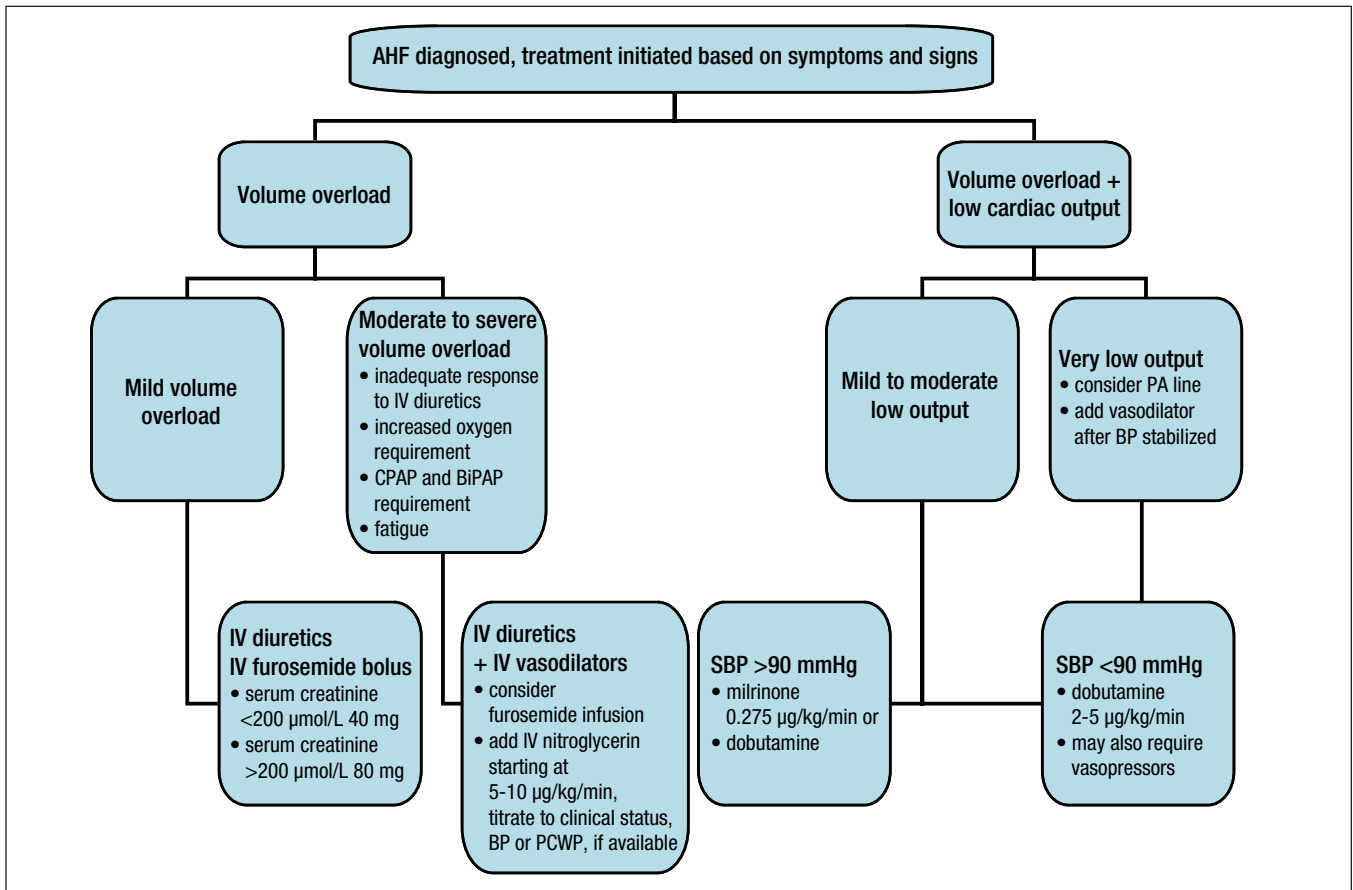 AHF diagnosed, treatment initiated based on symptoms and signs
Volume overload
Volume overload +
low cardiac output
Mild volume
overload
Moderate to severe
volume overload
• inadequate response
to IV diuretics
• increased oxygen
requirement
• CPAP and BiPAP
requirement
• fatigue
Mild to moderate
low output
Very low output
• consider PA line
• add vasodilator
after BP stabilized
IV diuretics
IV furosemide bolus
• serum creatinine
<200 µmol/L 40 mg
• serum creatinine
>200 µmol/L 80 mg
IV diuretics
+ IV vasodilators
• consider
furosemide infusion
• add IV nitroglycerin
starting at
5-10 µg/kg/min,
titrate to clinical status,
BP or PCWP, if available
SBP >90 mmHg
• milrinone
0.275 µg/kg/min or
• dobutamine
SBP <90 mmHg
• dobutamine
2-5 µg/kg/min
• may also require
vasopressors